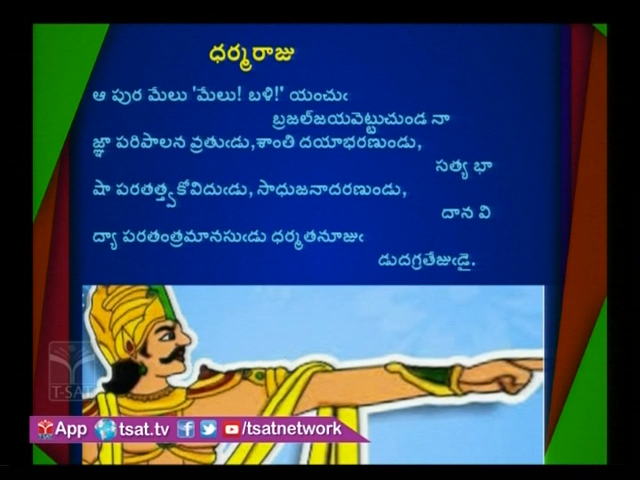 ధర్మరాజు
ఆ పుర మేలు 'మేలు! బళి!' యంచుఁ
బ్రజల్‌జయవెట్టుచుండ నా
జ్ఞా పరిపాలన వ్రతుఁడు,శాంతి దయాభరణుండు,
సత్య భా
షా పరతత్త్వకోవిదుఁడు, సాధుజనాదరణుండు,
దాన వి
ద్యా పరతంత్రమానసుఁడు ధర్మతనూజుఁ
డుదగ్రతేజుఁడై.
T-SAT
App tsat.tv /tsatnetwork